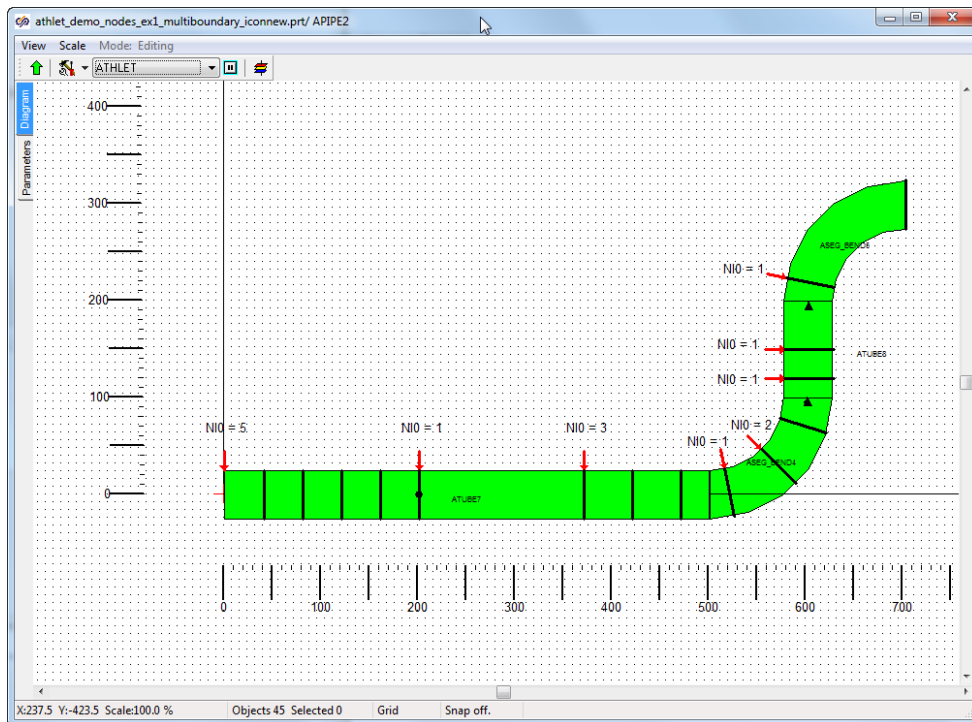 athlet_demo_nodes_ex1_multiboundary_iconnew.prt/ APIPE2
View Scale Mode: Editing
ATHLET
Diagram
Parameters
400
300
200
100
0
ASEG_BEND5
NI0 = 1
NI0 = 1
ATUBE8
NI0 = 1
NI0 = 5
NI0 = 1
NI0 = 3
NI0 = 1
NI0 = 2
ASEG_BEND4
ATUBE7
0 100 200 300 400 500 600 700
X:237.5 Y:-423.5 Scale:100.0 % Objects 45 Selected 0 Grid Snap off.